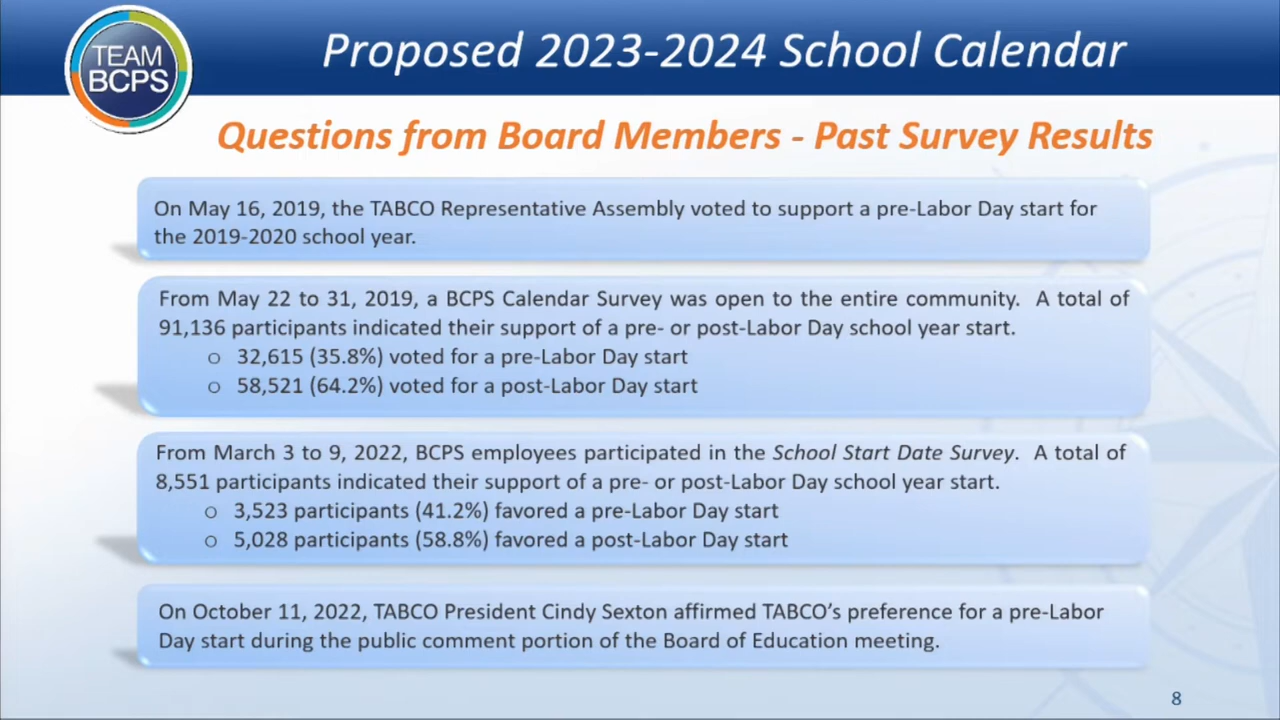 TEAM
BCPS
Proposed 2023-2024 School Calendar
Questions from Board Members - Past Survey Results
On May 16, 2019, the TABCO Representative Assembly voted to support a pre-Labor Day start for
the 2019-2020 school year.
From May 22 to 31, 2019, a BCPS Calendar Survey was open to the entire community. A total of
91,136 participants indicated their support of a pre- or post-Labor Day school year start.
o 32,615 (35.8%) voted for a pre-Labor Day start
o 58,521 (64.2%) voted for a post-Labor Day start
From March 3 to 9, 2022, BCPS employees participated in the School Start Date Survey. A total of
8,551 participants indicated their support of a pre- or post-Labor Day school year start.
o 3,523 participants (41.2%) favored a pre-Labor Day start
o 5,028 participants (58.8%) favored a post-Labor Day start
On October 11, 2022, TABCO President Cindy Sexton affirmed TABCO’s preference for a pre-Labor
Day start during the public comment portion of the Board of Education meeting.
8